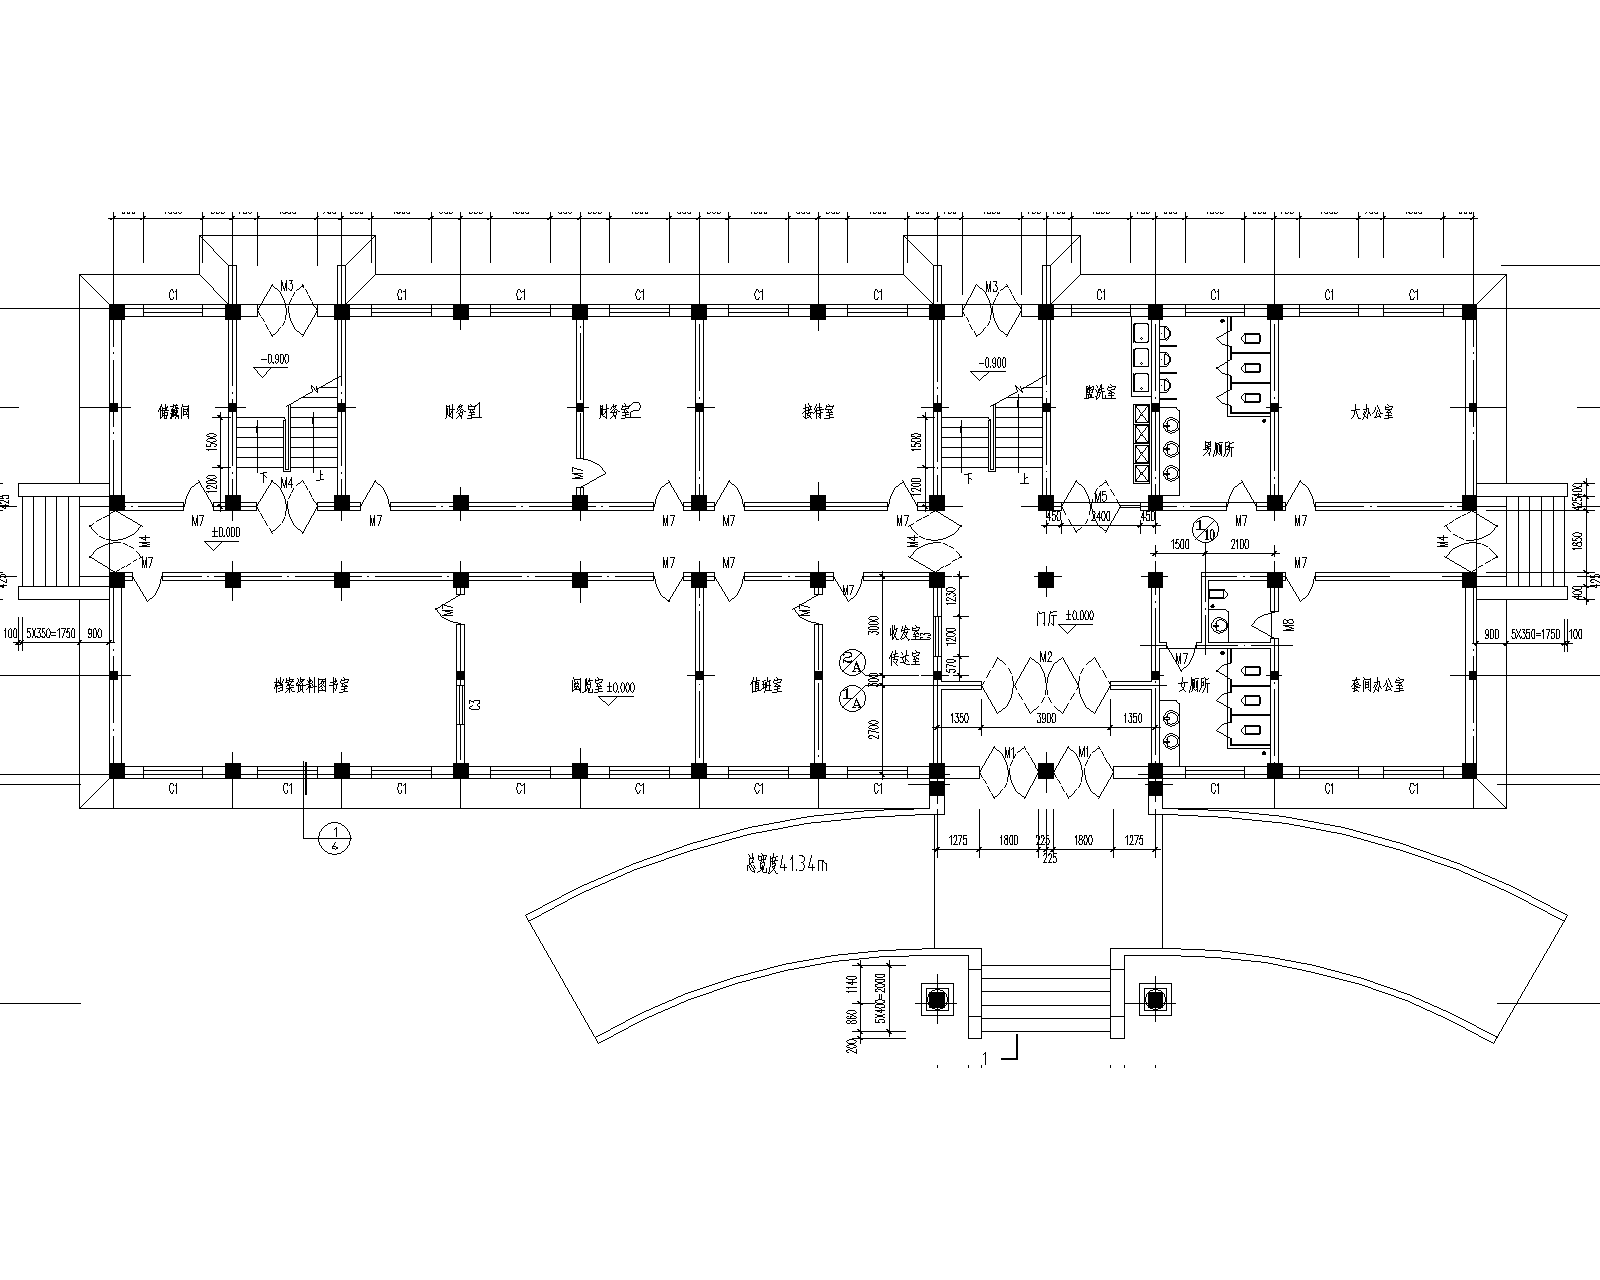 C1 C1 C1 C1 C1 C1 C1 C1 C1 C1
M3 M3
-0.900 -0.900
储藏间 财务室1 财务室2 接待室 盥洗室 男厕所 大办公室
1500 1500
1200 1200
下 上 下 上
M7
M4 M5
425 400 425
M7 M7 M7 M7 M7 M7 M7
450 2400 450
±0.000
M4 M4 M4
1 10
1500 2100
1850
M7 M7 M7 M7 M7
425
400
M7 M7
3000 1230
收发室
传达室
门厅 ±0.000
M8
1200
100 5X350=1750 900
900 5X350=1750 100
2 A
570
M2
M7
300
档案资料图书室 阅览室 ±0.000 值班室 女厕所 套间办公室
1 A
C3
2700
1350 3900 1350
M1 M1
C1 C1 C1 C1 C1 C1 C1 C1 C1 C1
1 6
1275 1800 225 1800 1275
225
总宽度41.34m
1140
5X400=2000
860
200
1